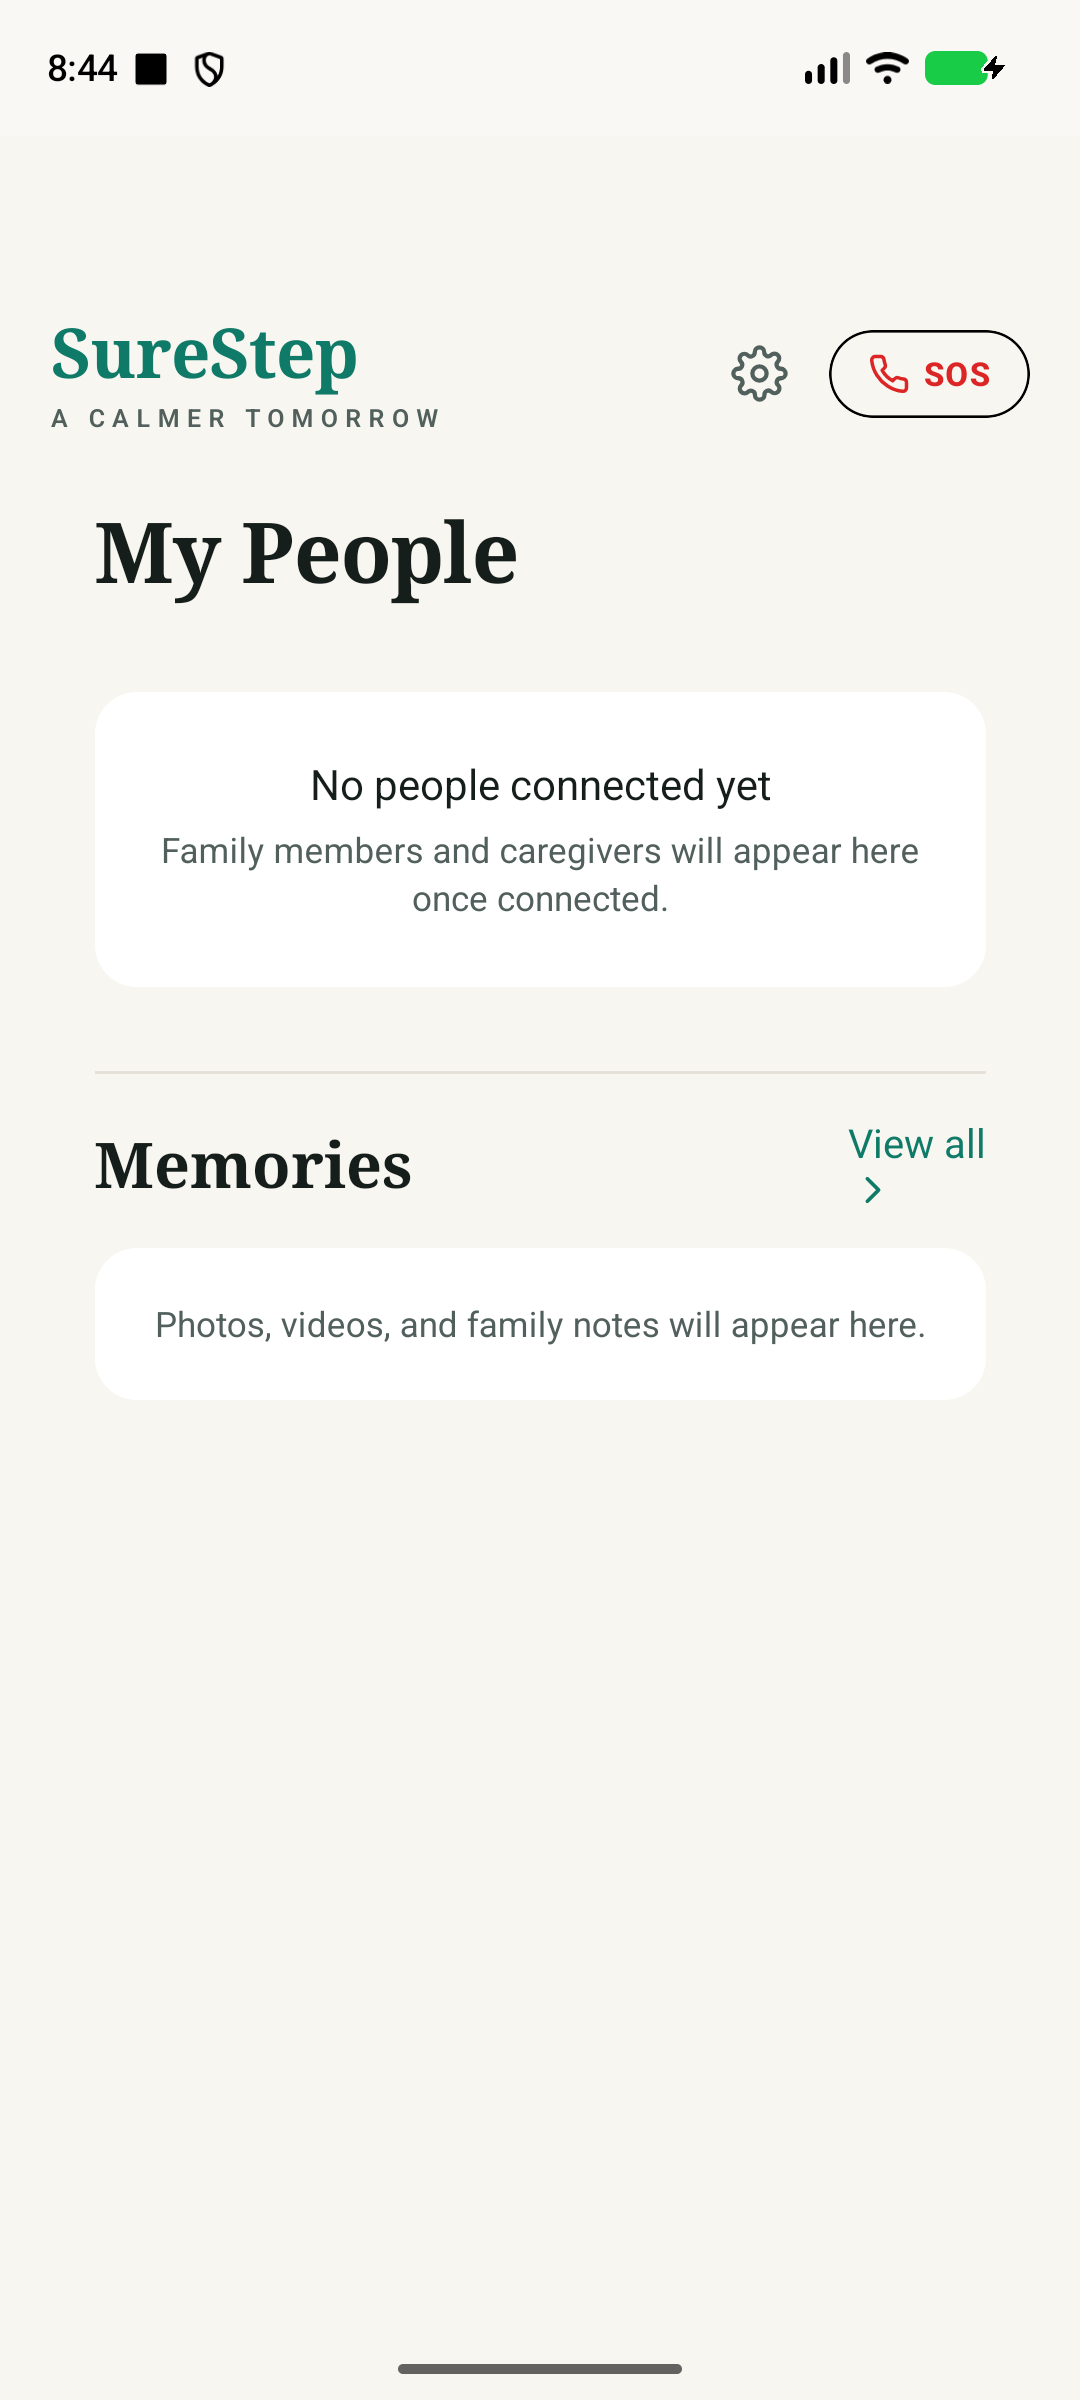 8:44
SureStep
A CALMER TOMORROW
SOS
My People
No people connected yet
Family members and caregivers will appear here
once connected.
Memories
View all
Photos, videos, and family notes will appear here.